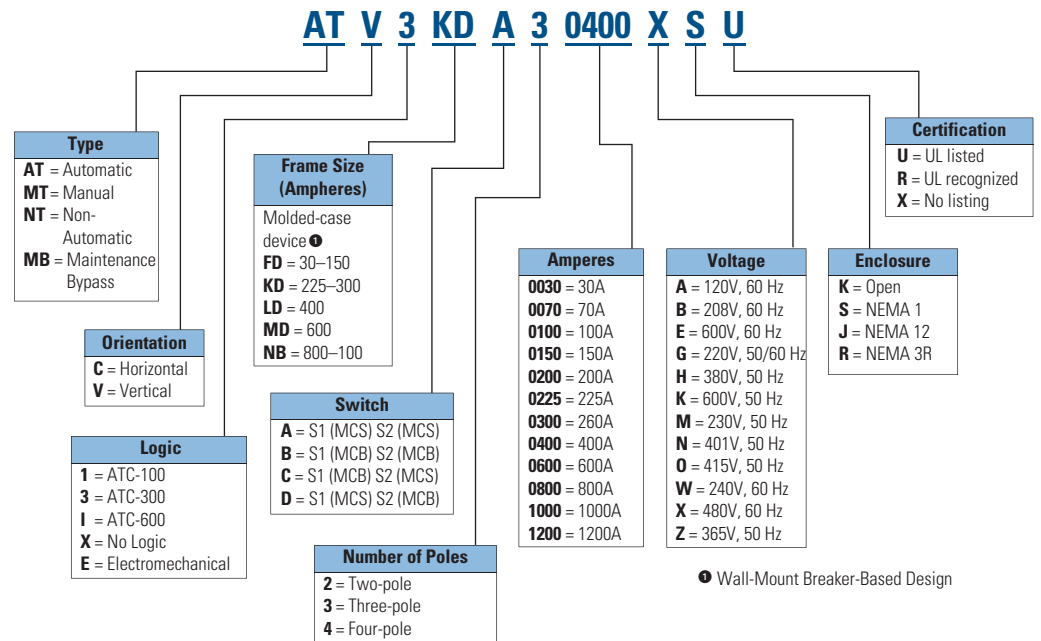 AT V 3 KD A 3 0400 X S U
Type
AT = Automatic
MT = Manual
NT = Non-
Automatic
MB = Maintenance
Bypass
Orientation
C = Horizontal
V = Vertical
Logic
1 = ATC-100
3 = ATC-300
I = ATC-600
X = No Logic
E = Electromechanical
Frame Size
(Ampheres)
Molded-case
device ❶
FD = 30–150
KD = 225–300
LD = 400
MD = 600
NB = 800–100
Switch
A = S1 (MCS) S2 (MCS)
B = S1 (MCB) S2 (MCB)
C = S1 (MCB) S2 (MCS)
D = S1 (MCS) S2 (MCB)
Number of Poles
2 = Two-pole
3 = Three-pole
4 = Four-pole
Amperes
0030 = 30A
0070 = 70A
0100 = 100A
0150 = 150A
0200 = 200A
0225 = 225A
0300 = 260A
0400 = 400A
0600 = 600A
0800 = 800A
1000 = 1000A
1200 = 1200A
Voltage
A = 120V, 60 Hz
B = 208V, 60 Hz
E = 600V, 60 Hz
G = 220V, 50/60 Hz
H = 380V, 50 Hz
K = 600V, 50 Hz
M = 230V, 50 Hz
N = 401V, 50 Hz
O = 415V, 50 Hz
W = 240V, 60 Hz
X = 480V, 60 Hz
Z = 365V, 50 Hz
Enclosure
K = Open
S = NEMA 1
J = NEMA 12
R = NEMA 3R
Certification
U = UL listed
R = UL recognized
X = No listing
❶ Wall-Mount Breaker-Based Design